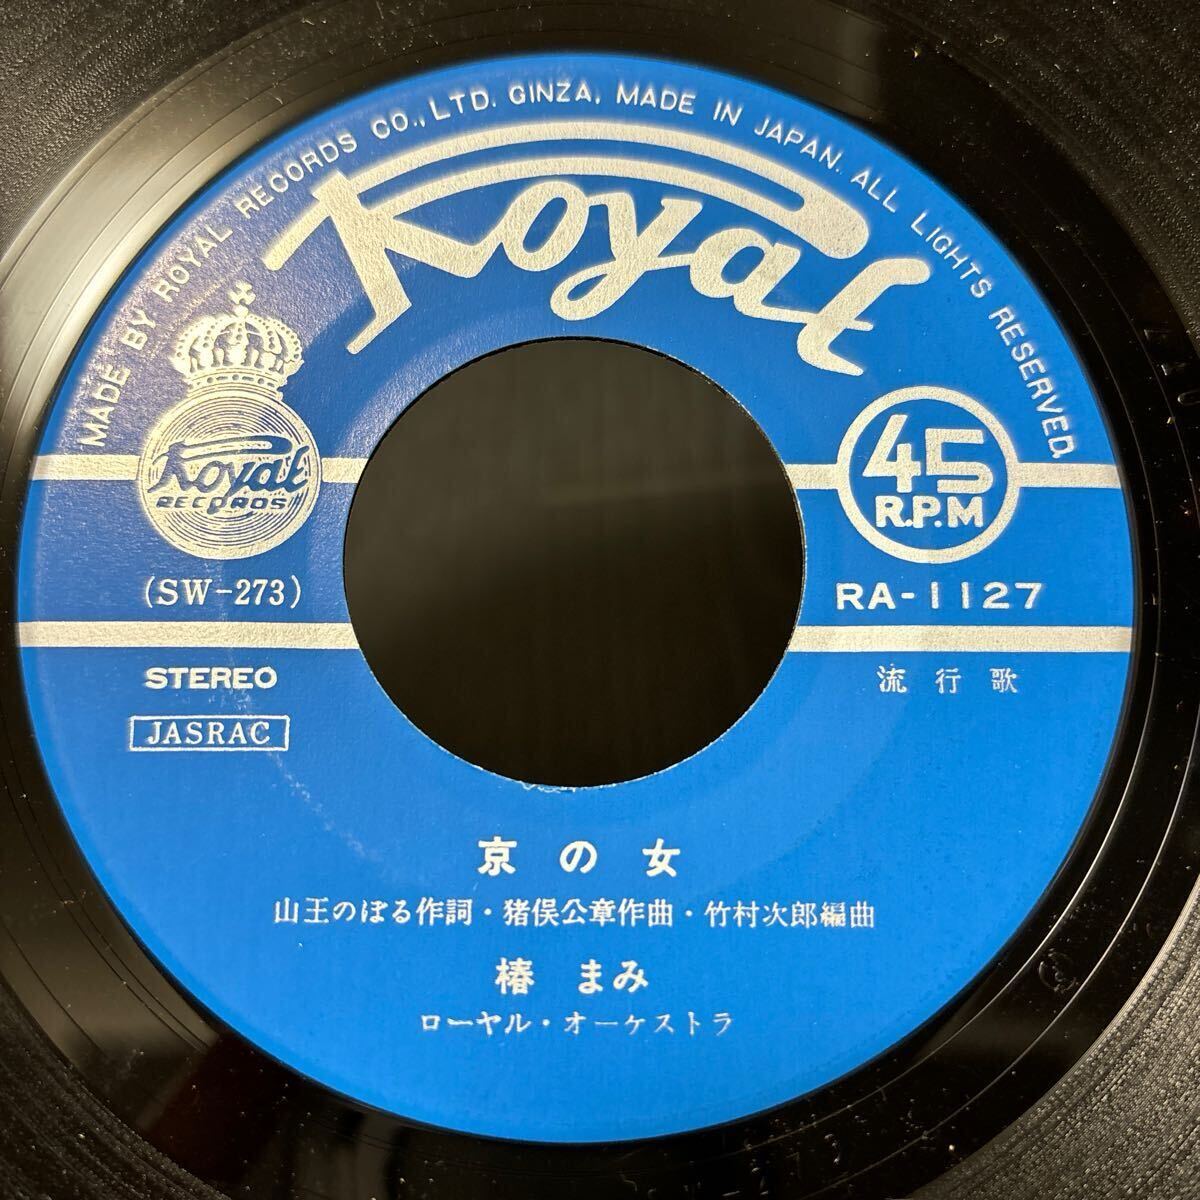 MADE BY ROYAL RECORDS CO., LTD. GINZA, MADE IN JAPAN. ALL LIGHTS RESERVED
Royal
Royal
RECORDS
45
R.P.M
(SW-273)
RA-1127
STEREO
流行歌
JASRAC
京の女
山王のぼる作詞・猪俣公章作曲・竹村次郎編曲
椿 まみ
ローヤル・オーケストラ